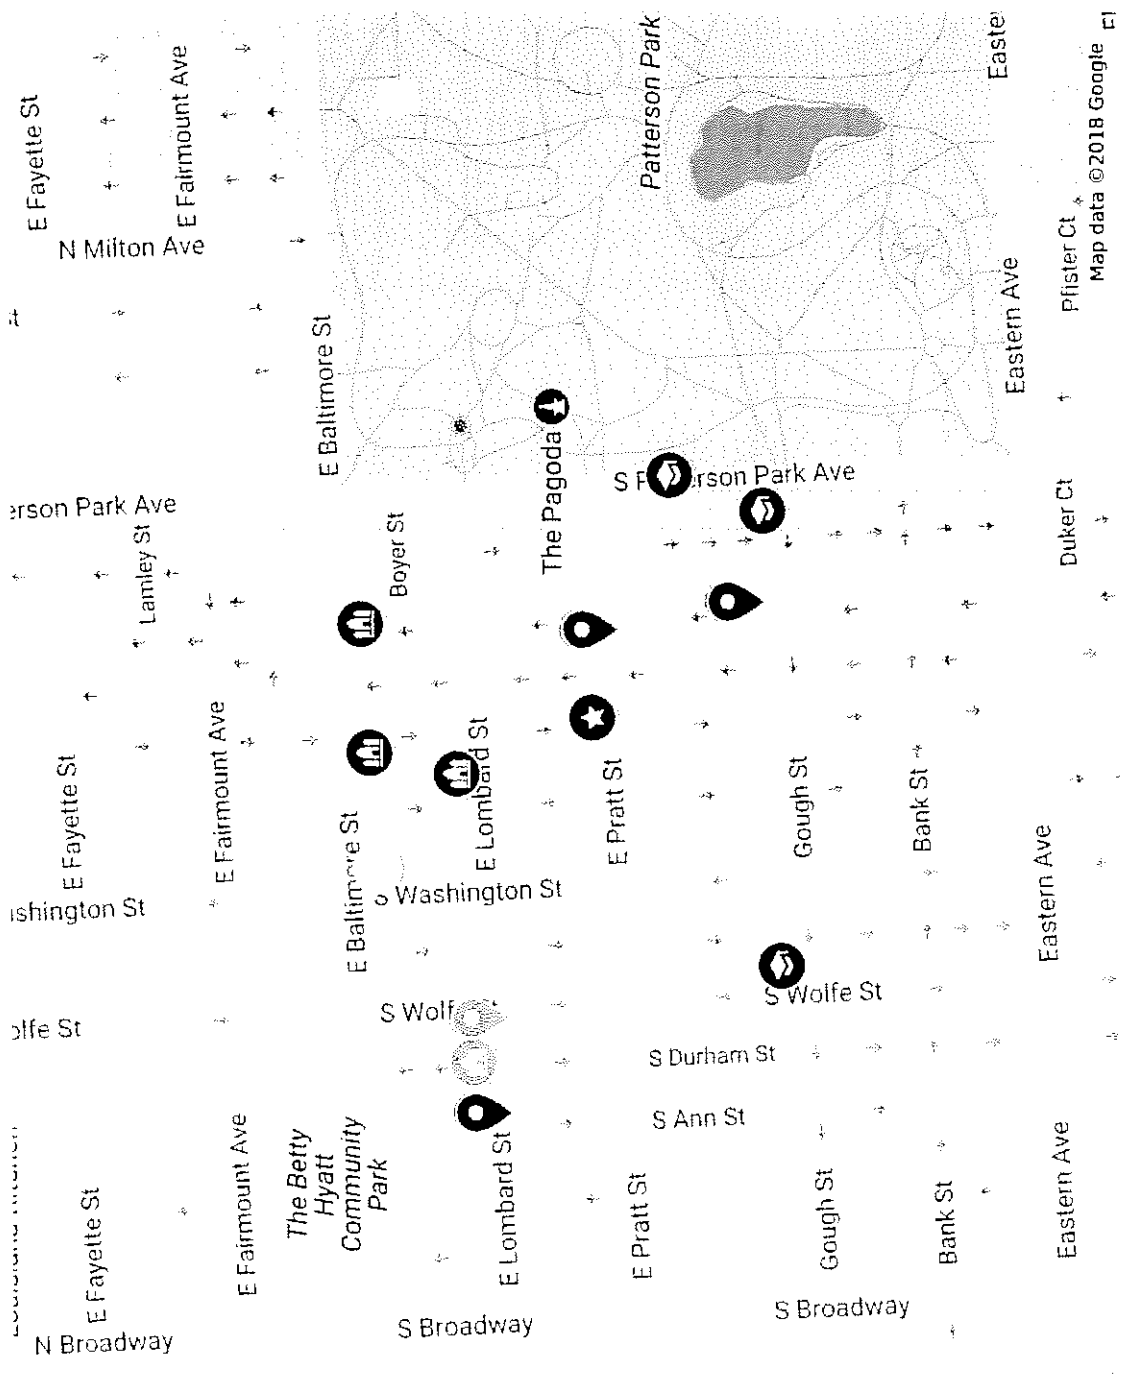 E Fayette St
E Fairmount Ave
N Milton Ave
Patterson Park
Easte
Map data ©2018 Google
Pfister Ct
Eastern Ave
E Baltimore St
The Pagoda
erson Park Ave
Lamley St
Boyer St
S P
rson Park Ave
Duker Ct
E Fayette St
E Fairmount Ave
E Baltim
re St
E Lombard St
E Pratt St
Gough St
Bank St
Eastern Ave
ashington St
S Washington St
olfe St
S Wolf
S Wolfe St
S Durham St
S Ann St
The Betty
Hyatt
Community
Park
E Fayette St
E Fairmount Ave
E Lombard St
E Pratt St
Gough St
Bank St
Eastern Ave
N Broadway
S Broadway
S Broadway